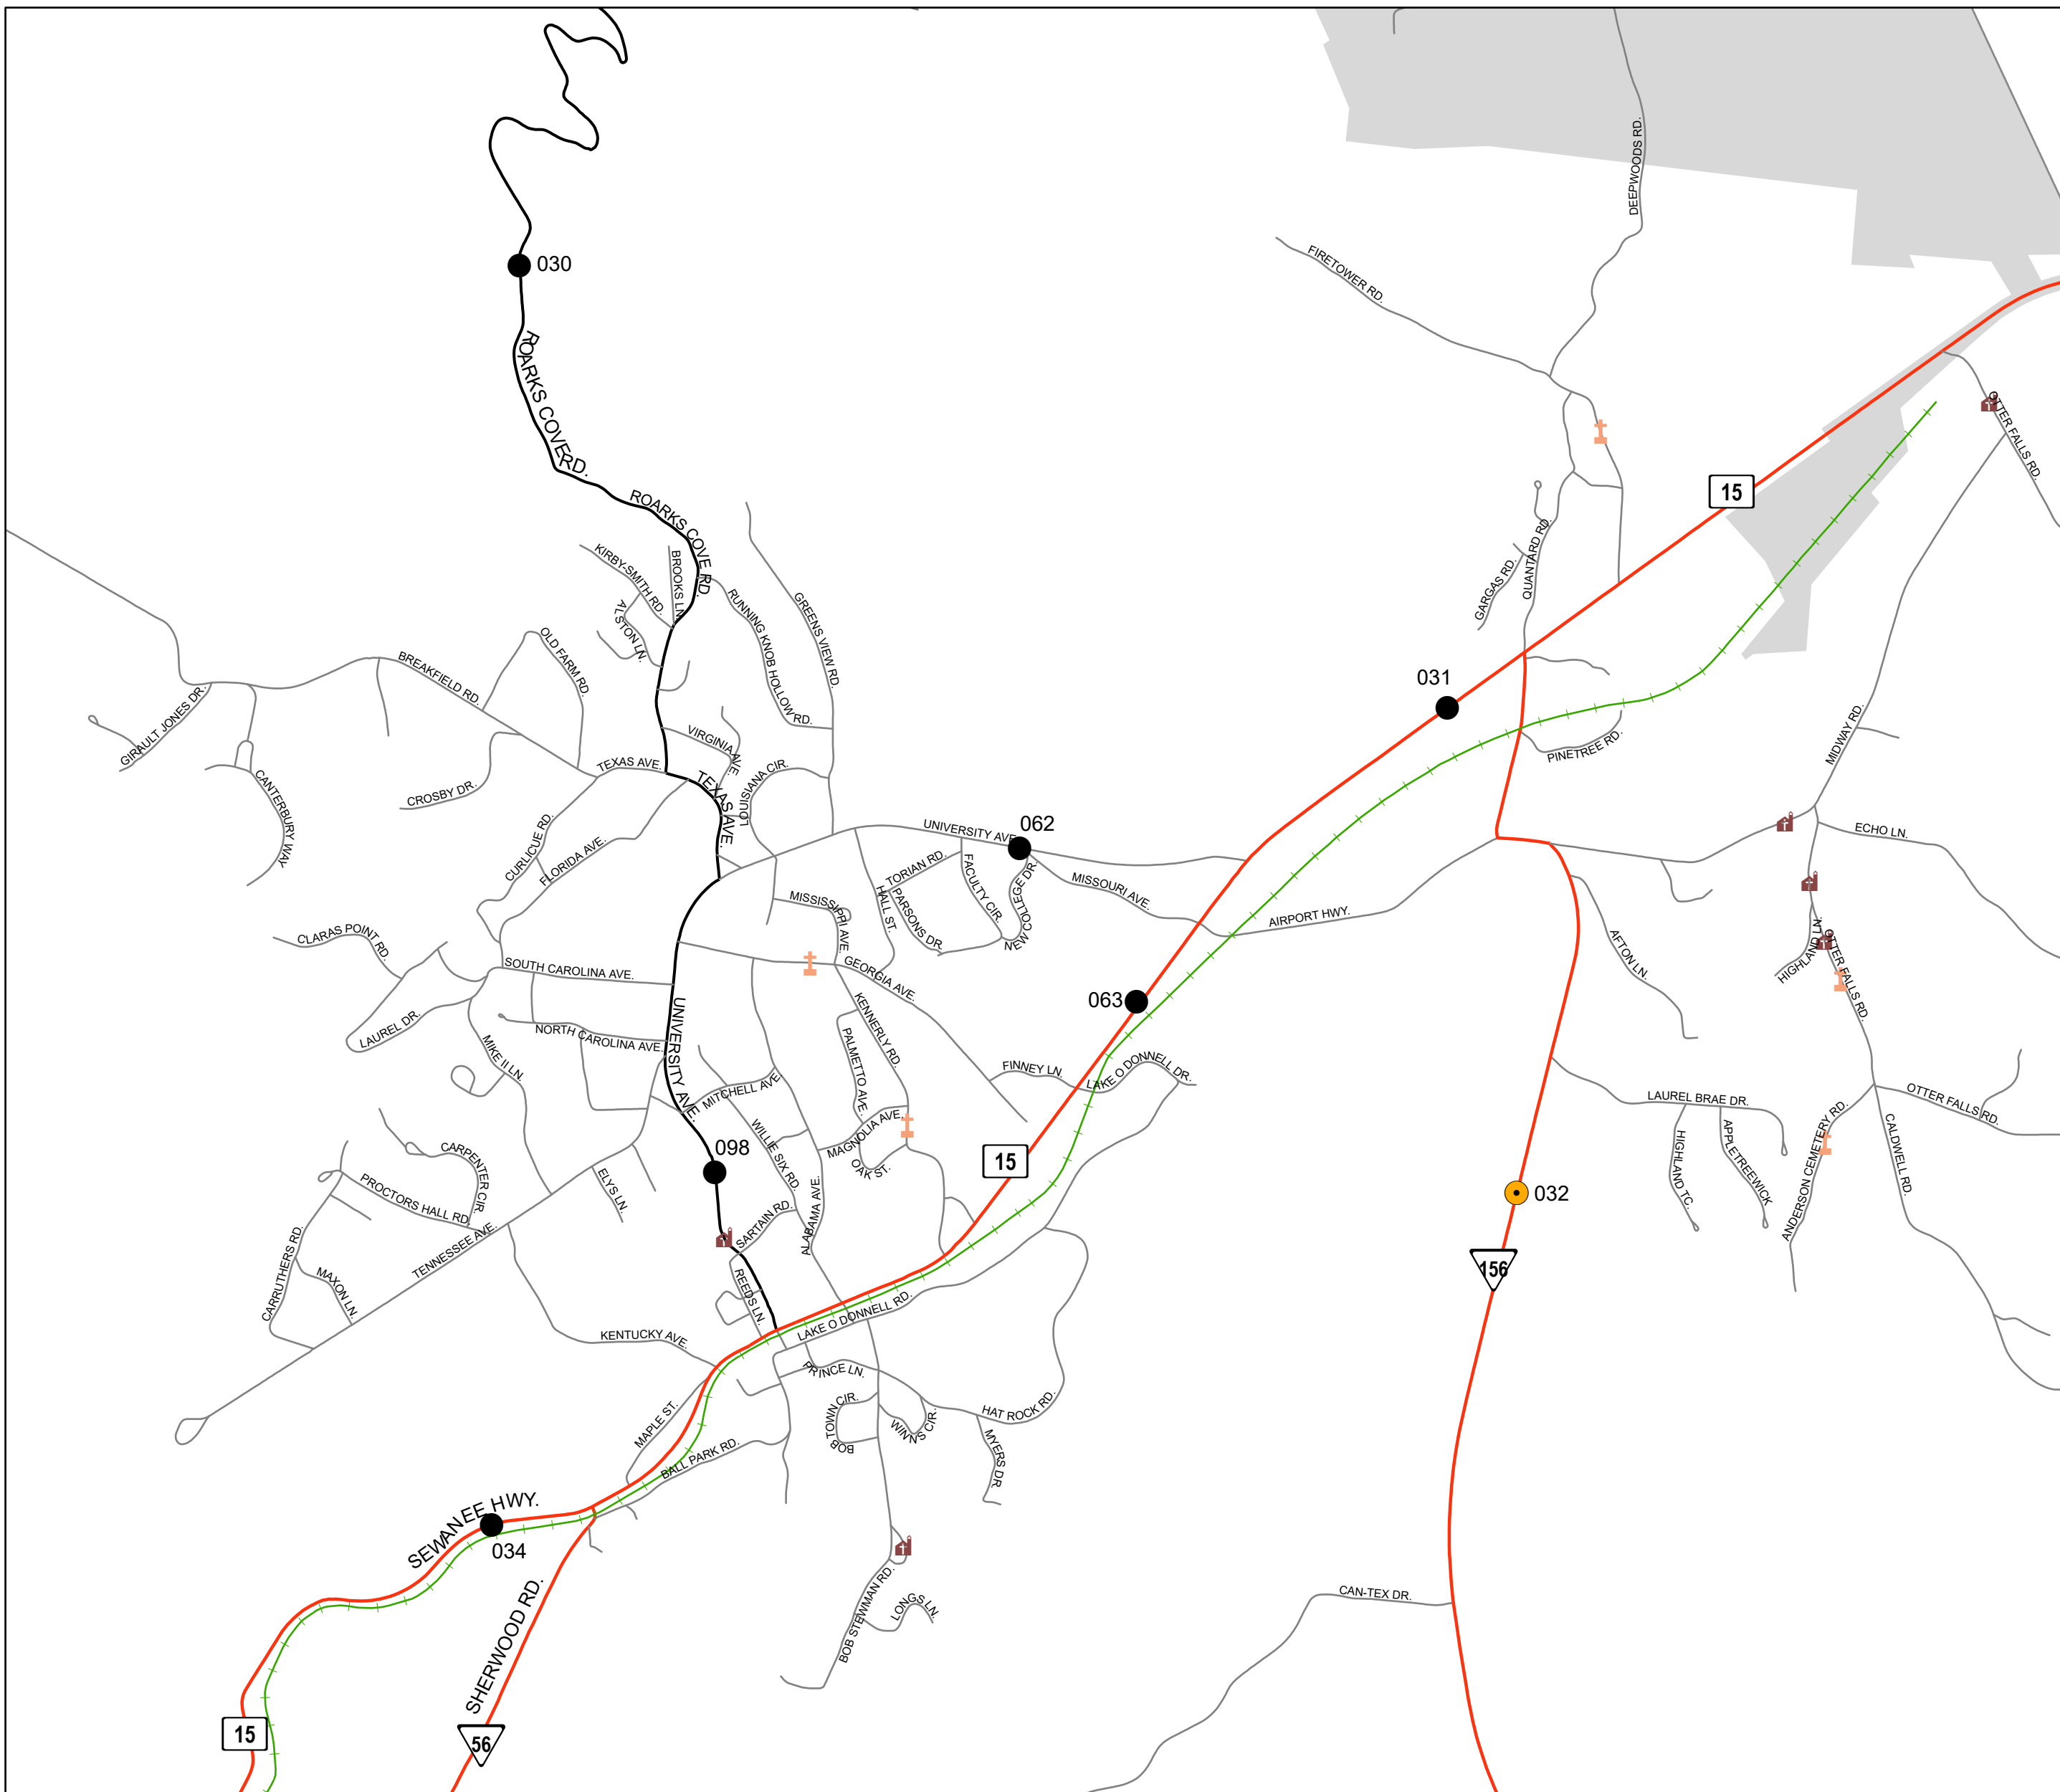 DEEPWOODS RD.
030
FIRETOWER RD.
ROARKS COVE RD.
OTTER FALLS RD.
15
ROARKS COVE RD.
KIRBY-SMITH RD.
BROOKS LN.
ALSTON LN.
RUNNING KNOB HOLLOW RD.
GREENS VIEW RD.
QUANTARD RD.
GARGAS RD.
OLD FARM RD.
BREAKFIELD RD.
GIRAULT JONES DR.
031
MIDWAY RD.
PINETREE RD.
VIRGINIA AVE.
TEXAS AVE.
TEXAS AVE.
LOUISIANA CIR.
CROSBY DR.
CANTERBURY WAY
CURLICUE RD.
FLORIDA AVE.
062
UNIVERSITY AVE.
ECHO LN.
TORIAN RD.
FACULTY CIR.
NEW COLLEGE DR.
MISSOURI AVE.
HALL ST.
PARSONS DR.
MISSISSIPPI AVE.
AIRPORT HWY.
CLARAS POINT RD.
SOUTH CAROLINA AVE.
GEORGIA AVE.
AFTON LN.
HIGHLAND LN.
OTTER FALLS RD.
063
KENNERLY RD.
LAUREL DR.
NORTH CAROLINA AVE.
UNIVERSITY AVE.
MIKE II LN.
PALMETTO AVE.
FINNEY LN.
LAKE O DONNELL DR.
MITCHELL AVE.
LAUREL BRAE DR.
OTTER FALLS RD.
MAGNOLIA AVE.
WILLIE SIX RD.
OAK ST.
098
15
HIGHLAND TC.
APPLETREEWICK
ANDERSON CEMETERY RD.
CALDWELL RD.
CARPENTER CIR.
PROCTORS HALL RD.
ELYS LN.
032
SARTAIN RD.
ALABAMA AVE.
TENNESSEE AVE.
CARRUTHERS RD.
MAXON LN.
156
REEDS LN.
LAKE O DONNELL RD.
KENTUCKY AVE.
PRINCE LN.
MAPLE ST.
BOB TOWN CIR.
WINN'S CIR.
HAT ROCK RD.
MYERS DR.
BALL PARK RD.
SEWANEE HWY.
034
SHERWOOD RD.
BOB STEWMAN RD.
LONGS LN.
CAN-TEX DR.
15
56